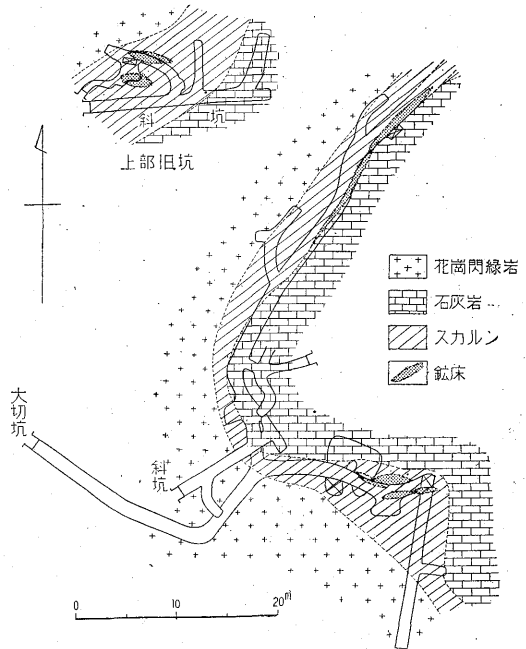 斜坑
上部旧坑
花崗閃緑岩
石灰岩
スカルン
鉱床
大切坑
斜坑
0 10 20m